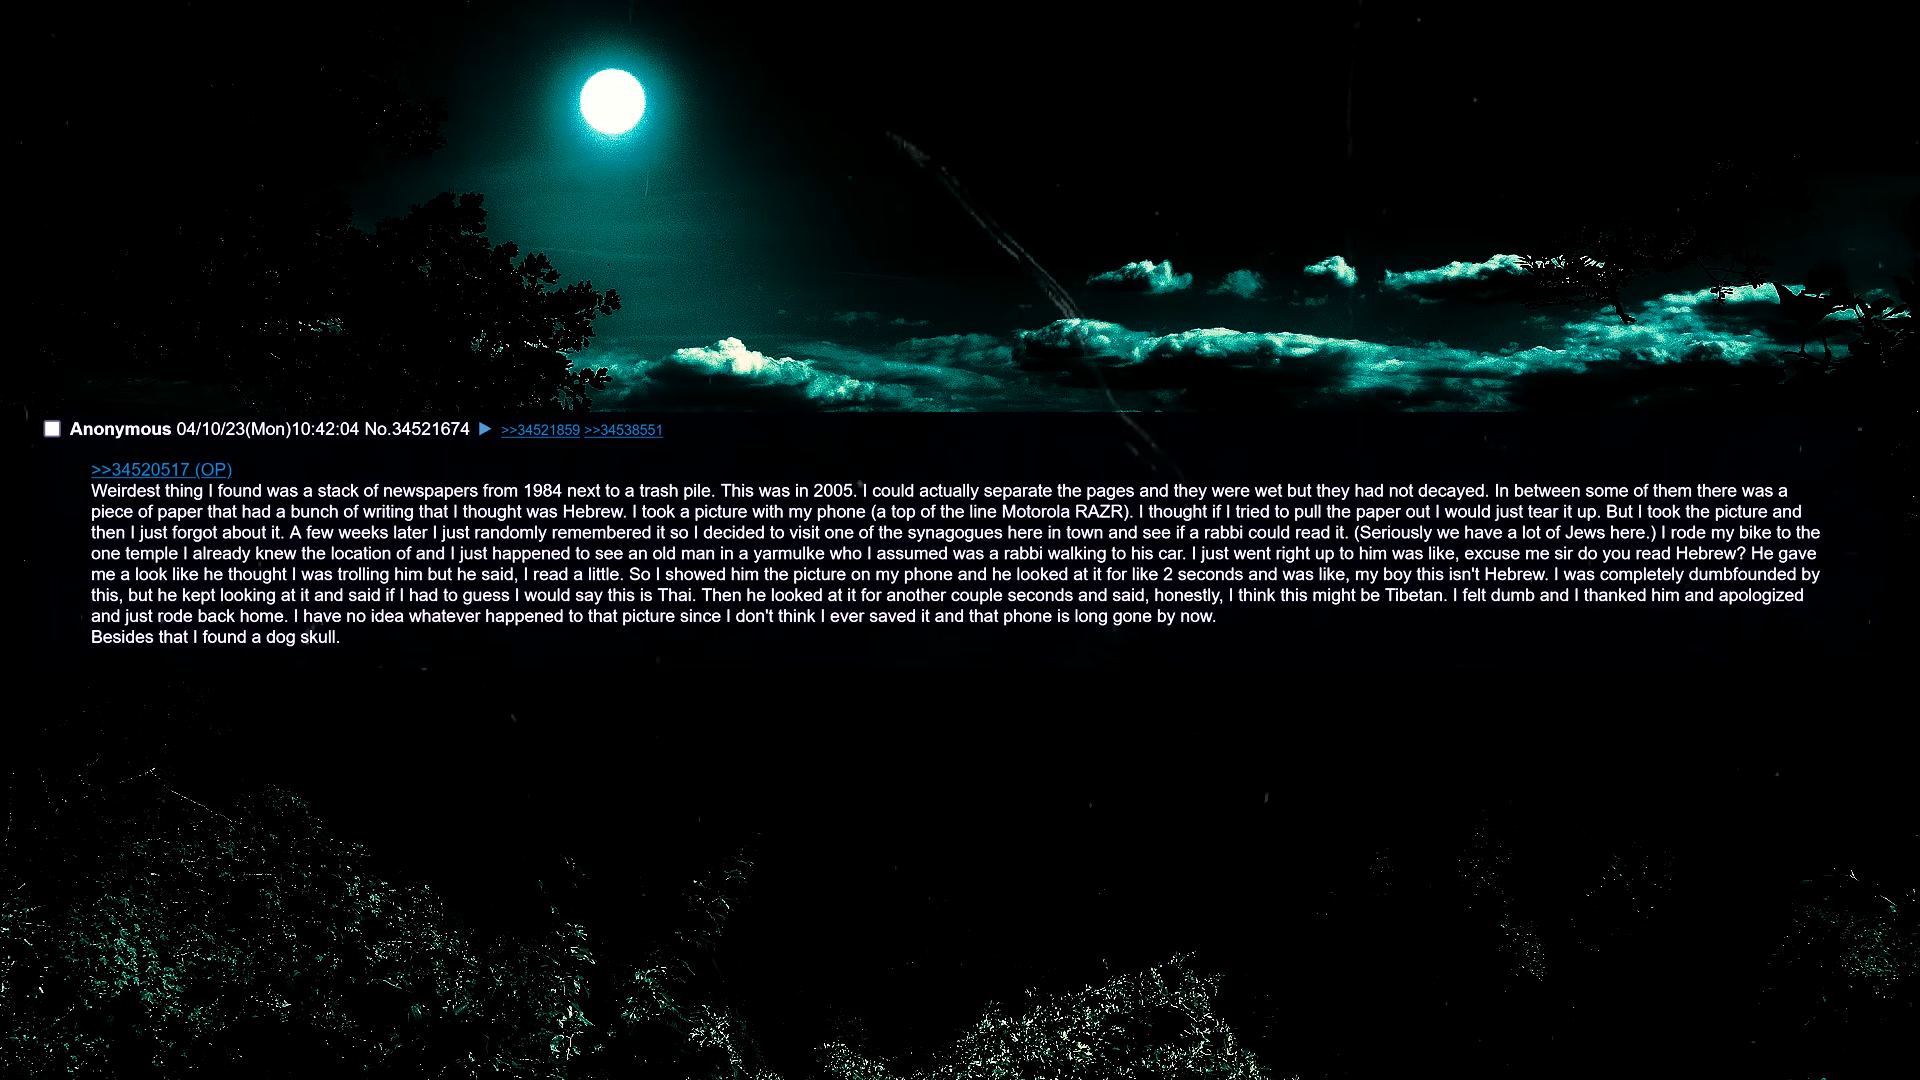 Anonymous 04/10/23(Mon)10:42:04 No.34521674 ▶ >>34521859 >>34538551
>>34520517 (OP)
Weirdest thing I found was a stack of newspapers from 1984 next to a trash pile. This was in 2005. I could actually separate the pages and they were wet but they had not decayed. In between some of them there was a
piece of paper that had a bunch of writing that I thought was Hebrew. I took a picture with my phone (a top of the line Motorola RAZR). I thought if I tried to pull the paper out I would just tear it up. But I took the picture and
then I just forgot about it. A few weeks later I just randomly remembered it so I decided to visit one of the synagogues here in town and see if a rabbi could read it. (Seriously we have a lot of Jews here.) I rode my bike to the
one temple I already knew the location of and I just happened to see an old man in a yarmulke who I assumed was a rabbi walking to his car. I just went right up to him was like, excuse me sir do you read Hebrew? He gave
me a look like he thought I was trolling him but he said, I read a little. So I showed him the picture on my phone and he looked at it for like 2 seconds and was like, my boy this isn't Hebrew. I was completely dumbfounded by
this, but he kept looking at it and said if I had to guess I would say this is Thai. Then he looked at it for another couple seconds and said, honestly, I think this might be Tibetan. I felt dumb and I thanked him and apologized
and just rode back home. I have no idea whatever happened to that picture since I don't think I ever saved it and that phone is long gone by now.
Besides that I found a dog skull.